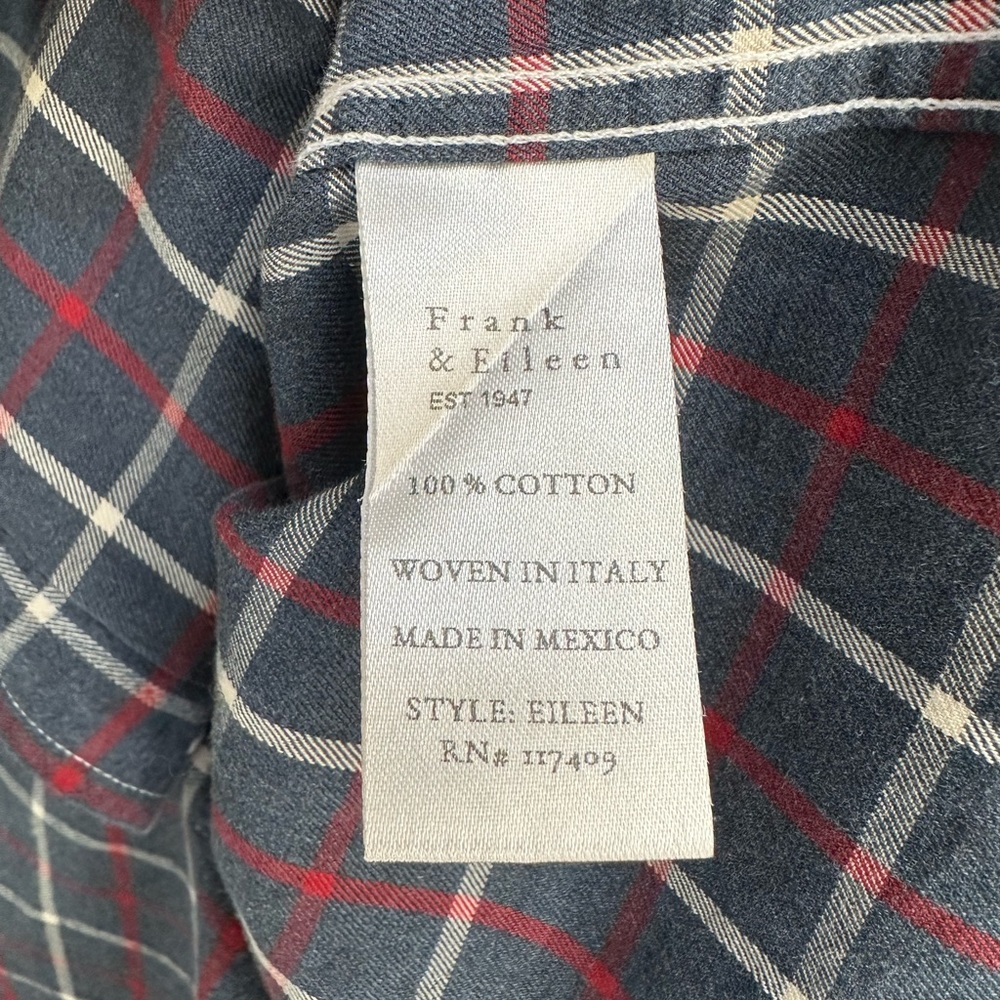 Frank
& Eileen
EST 1947
100 % COTTON
WOVEN IN ITALY
MADE IN MEXICO
STYLE: EILEEN
RN# 117409